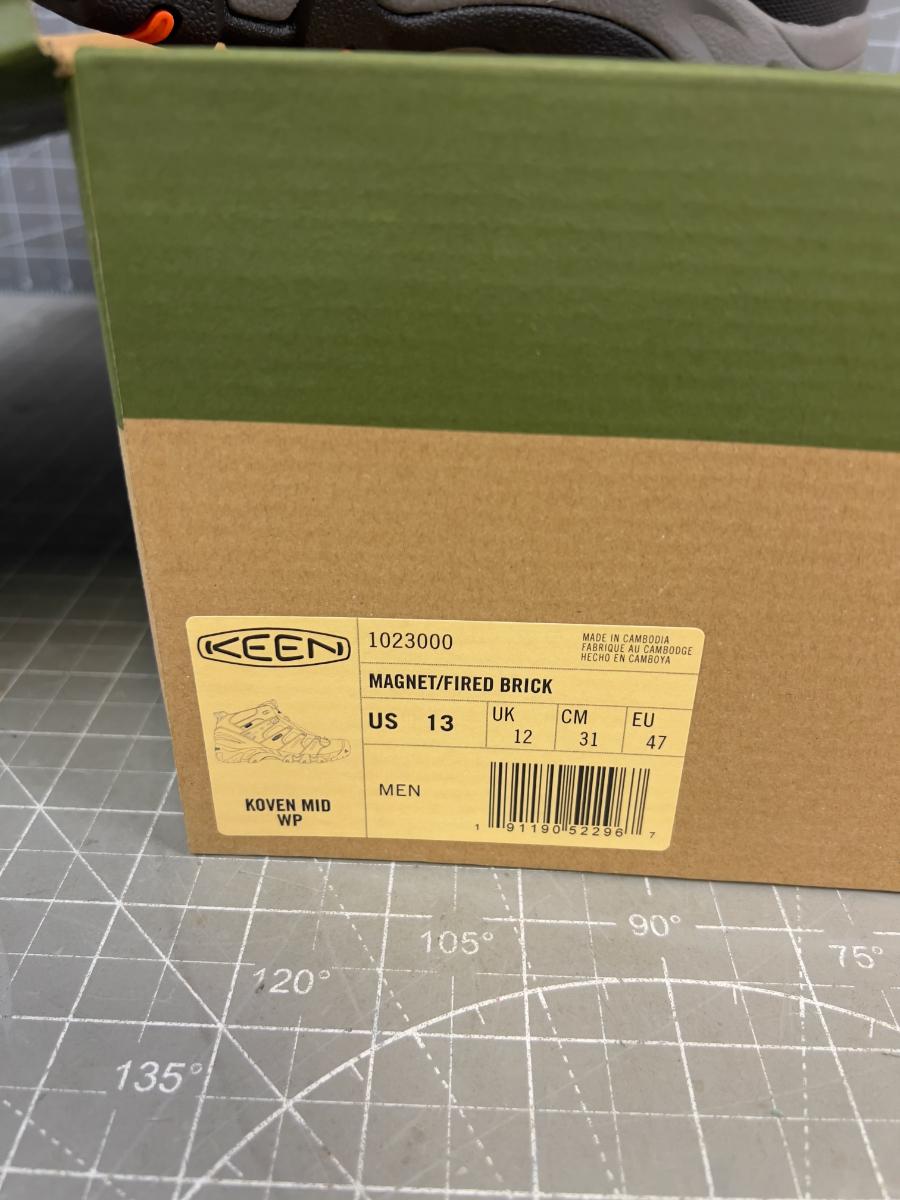 KEEN
1023000
MADE IN CAMBODIA
FABRIQUE AU CAMBODGE
HECHO EN CAMBOYA
MAGNET/FIRED BRICK
US 13
UK 12
CM 31
EU 47
MEN
KOVEN MID
WP
1 91190 52296 7
90°
105°
75°
120°
135°